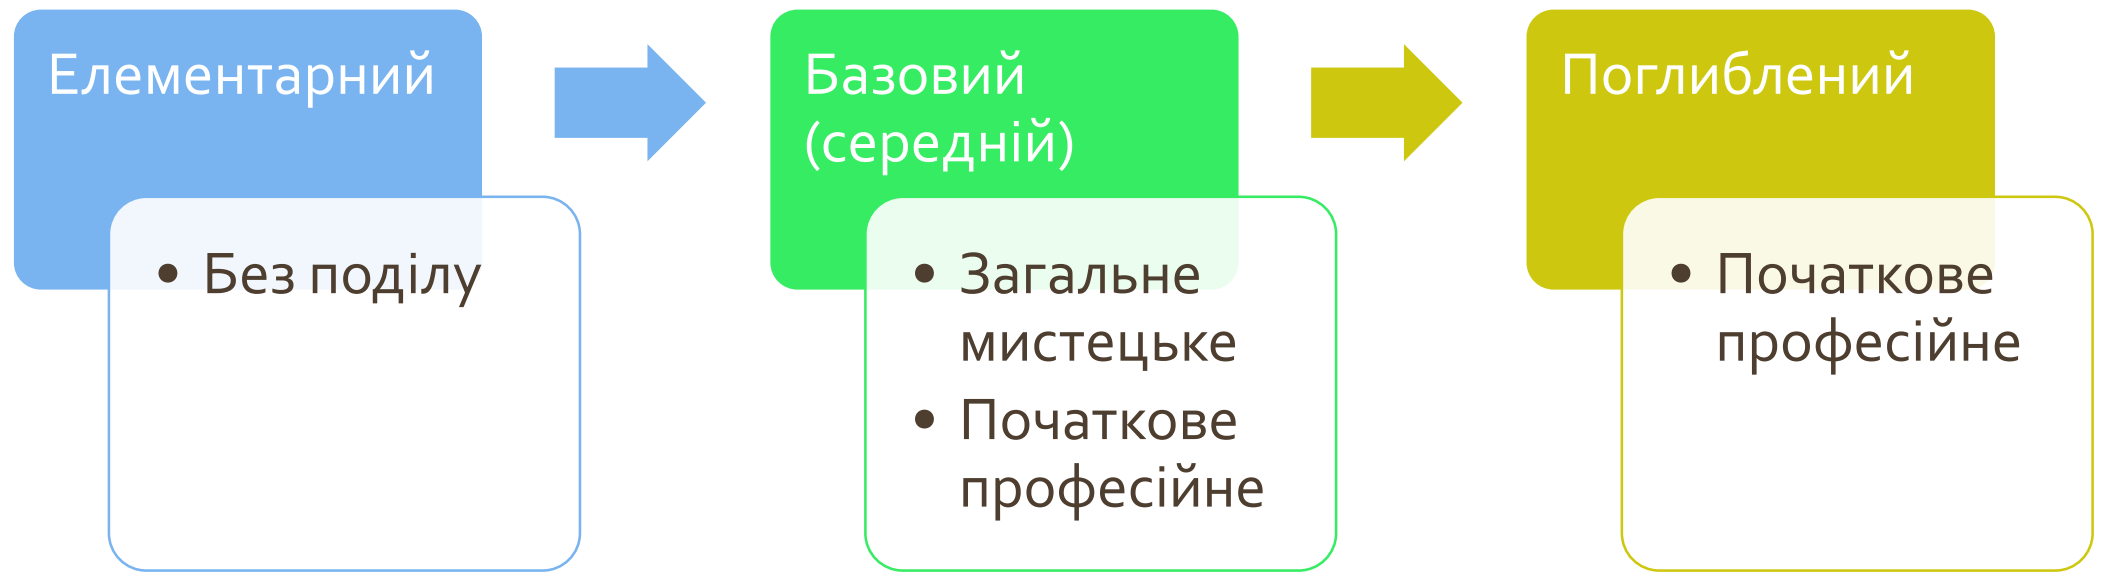 Елементарний
• Без поділу
Базовий
(середній)
• Загальне
мистецьке
• Початкове
професійне
Поглиблений
• Початкове
професійне